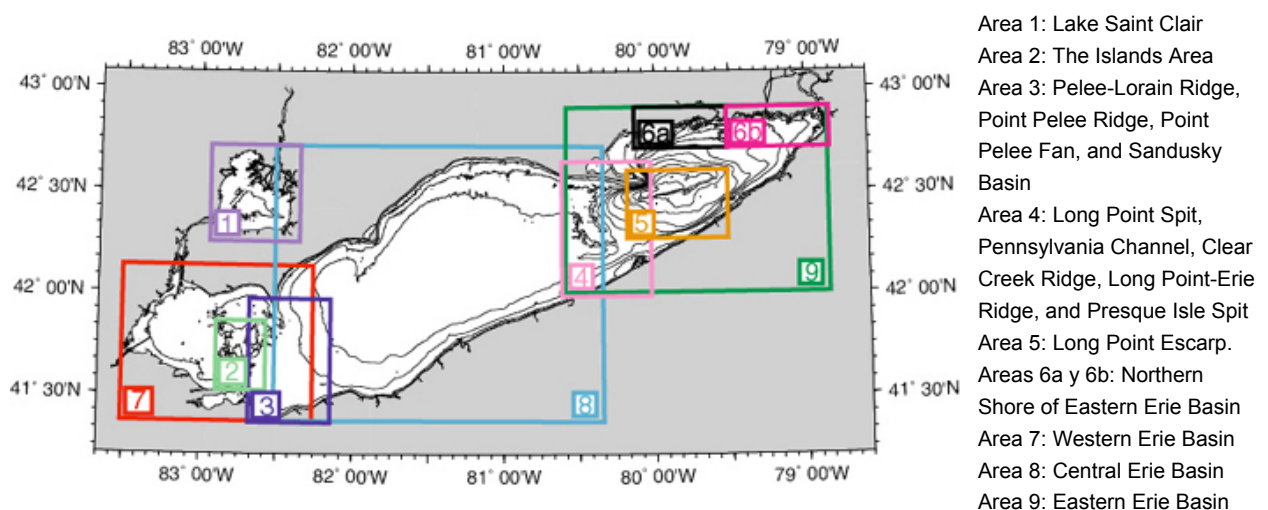 83° 00'W 82° 00'W 81° 00'W 80° 00'W 79° 00'W
43° 00'N 43° 00'N
42° 30'N 42° 30'N
42° 00'N 42° 00'N
41° 30'N 41° 30'N
83° 00'W 82° 00'W 81° 00'W 80° 00'W 79° 00'W
6a 6b
1 5
4 9
2
7 3 8
Area 1: Lake Saint Clair
Area 2: The Islands Area
Area 3: Pelee-Lorain Ridge,
Point Pelee Ridge, Point
Pelee Fan, and Sandusky
Basin
Area 4: Long Point Spit,
Pennsylvania Channel, Clear
Creek Ridge, Long Point-Erie
Ridge, and Presque Isle Spit
Area 5: Long Point Escarp.
Areas 6a y 6b: Northern
Shore of Eastern Erie Basin
Area 7: Western Erie Basin
Area 8: Central Erie Basin
Area 9: Eastern Erie Basin